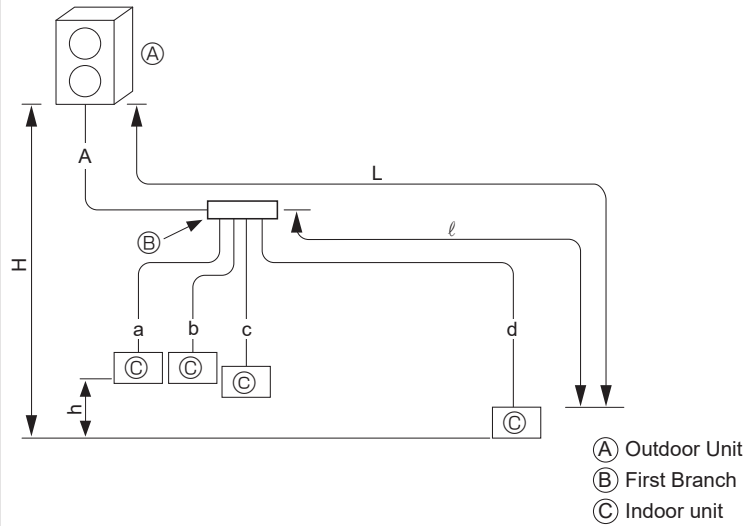 Ⓐ
A
L
Ⓑ
ℓ
H
a
b
c
d
Ⓒ
Ⓒ
Ⓒ
h
Ⓒ
Ⓐ Outdoor Unit
Ⓑ First Branch
Ⓒ Indoor unit